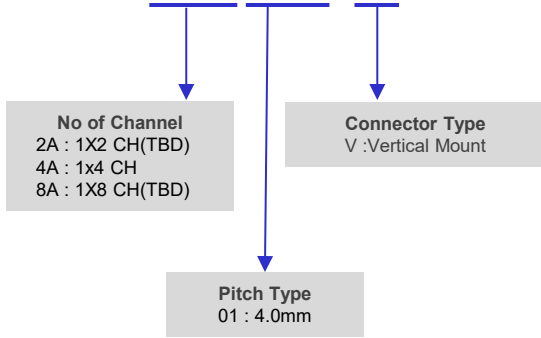 No of Channel
2A : 1X2 CH(TBD)
4A : 1x4 CH
8A : 1X8 CH(TBD)
Connector Type
V :Vertical Mount
Pitch Type
01 : 4.0mm